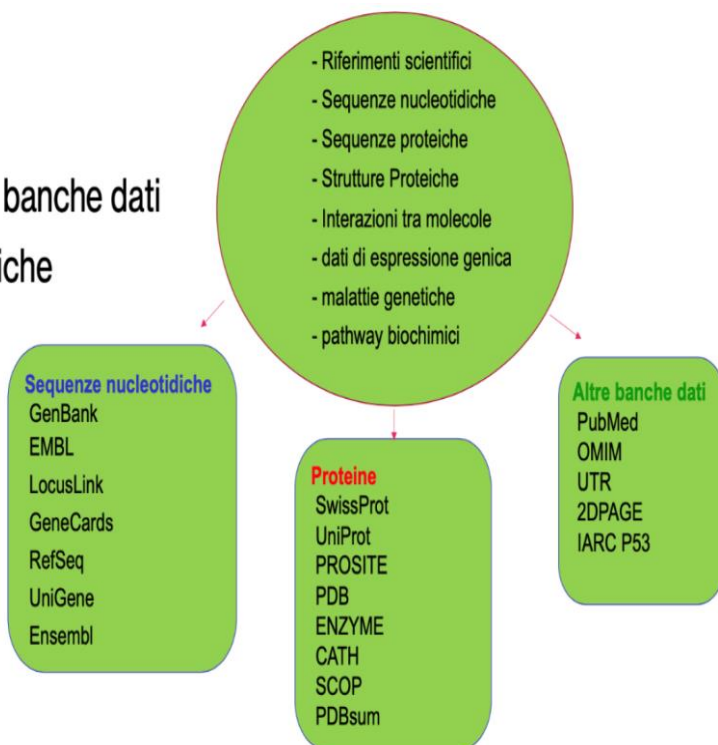 banche dati
iche
- Riferimenti scientifici
- Sequenze nucleotidiche
- Sequenze proteiche
- Strutture Proteiche
- Interazioni tra molecole
- dati di espressione genica
- malattie genetiche
- pathway biochimici
Sequenze nucleotidiche
GenBank
EMBL
LocusLink
GeneCards
RefSeq
UniGene
Ensembl
Proteine
SwissProt
UniProt
PROSITE
PDB
ENZYME
CATH
SCOP
PDBsum
Altre banche dati
PubMed
OMIM
UTR
2DPAGE
IARC P53